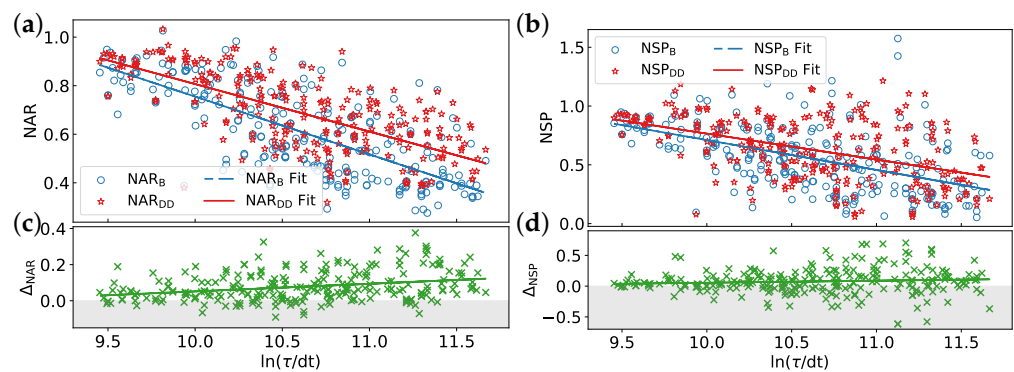 (a)
1.0
0.8
0.6
0.4
NAR
NAR_B
NAR_DD
NAR_B Fit
NAR_DD Fit
(b)
1.5
1.0
0.5
0.0
NSP
NSP_B
NSP_DD
NSP_B Fit
NSP_DD Fit
(c)
0.4
0.2
0.0
Δ_NAR
9.5 10.0 10.5 11.0 11.5
ln(τ/dt)
(d)
0.5
0.0
−0.5
Δ_NSP
9.5 10.0 10.5 11.0 11.5
ln(τ/dt)